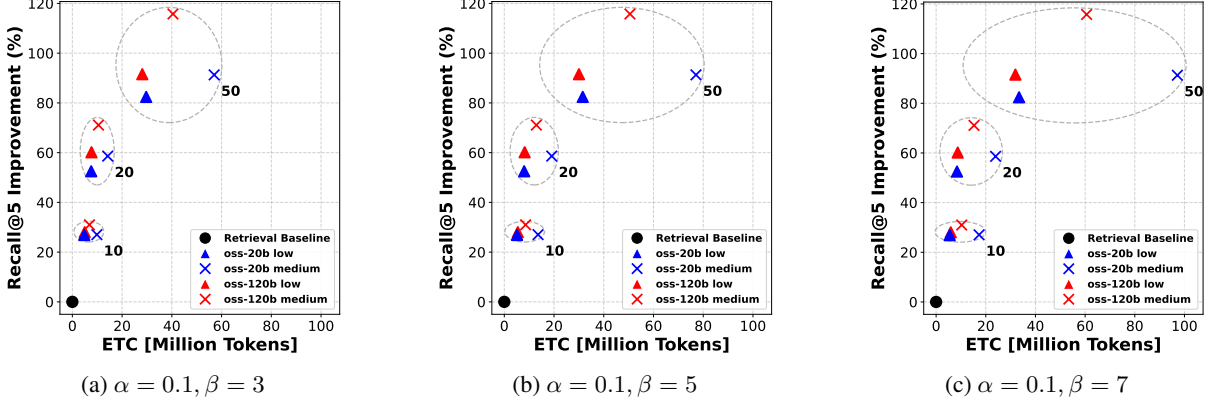 120
100
80
60
40
20
0
Recall@5 Improvement (%)
50
20
10
Retrieval Baseline
oss-20b low
oss-20b medium
oss-120b low
oss-120b medium
0 20 40 60 80 100
ETC [Million Tokens]
(a) α = 0.1, β = 3
120
100
80
60
40
20
0
Recall@5 Improvement (%)
50
20
10
Retrieval Baseline
oss-20b low
oss-20b medium
oss-120b low
oss-120b medium
0 20 40 60 80 100
ETC [Million Tokens]
(b) α = 0.1, β = 5
120
100
80
60
40
20
0
Recall@5 Improvement (%)
50
20
10
Retrieval Baseline
oss-20b low
oss-20b medium
oss-120b low
oss-120b medium
0 20 40 60 80 100
ETC [Million Tokens]
(c) α = 0.1, β = 7